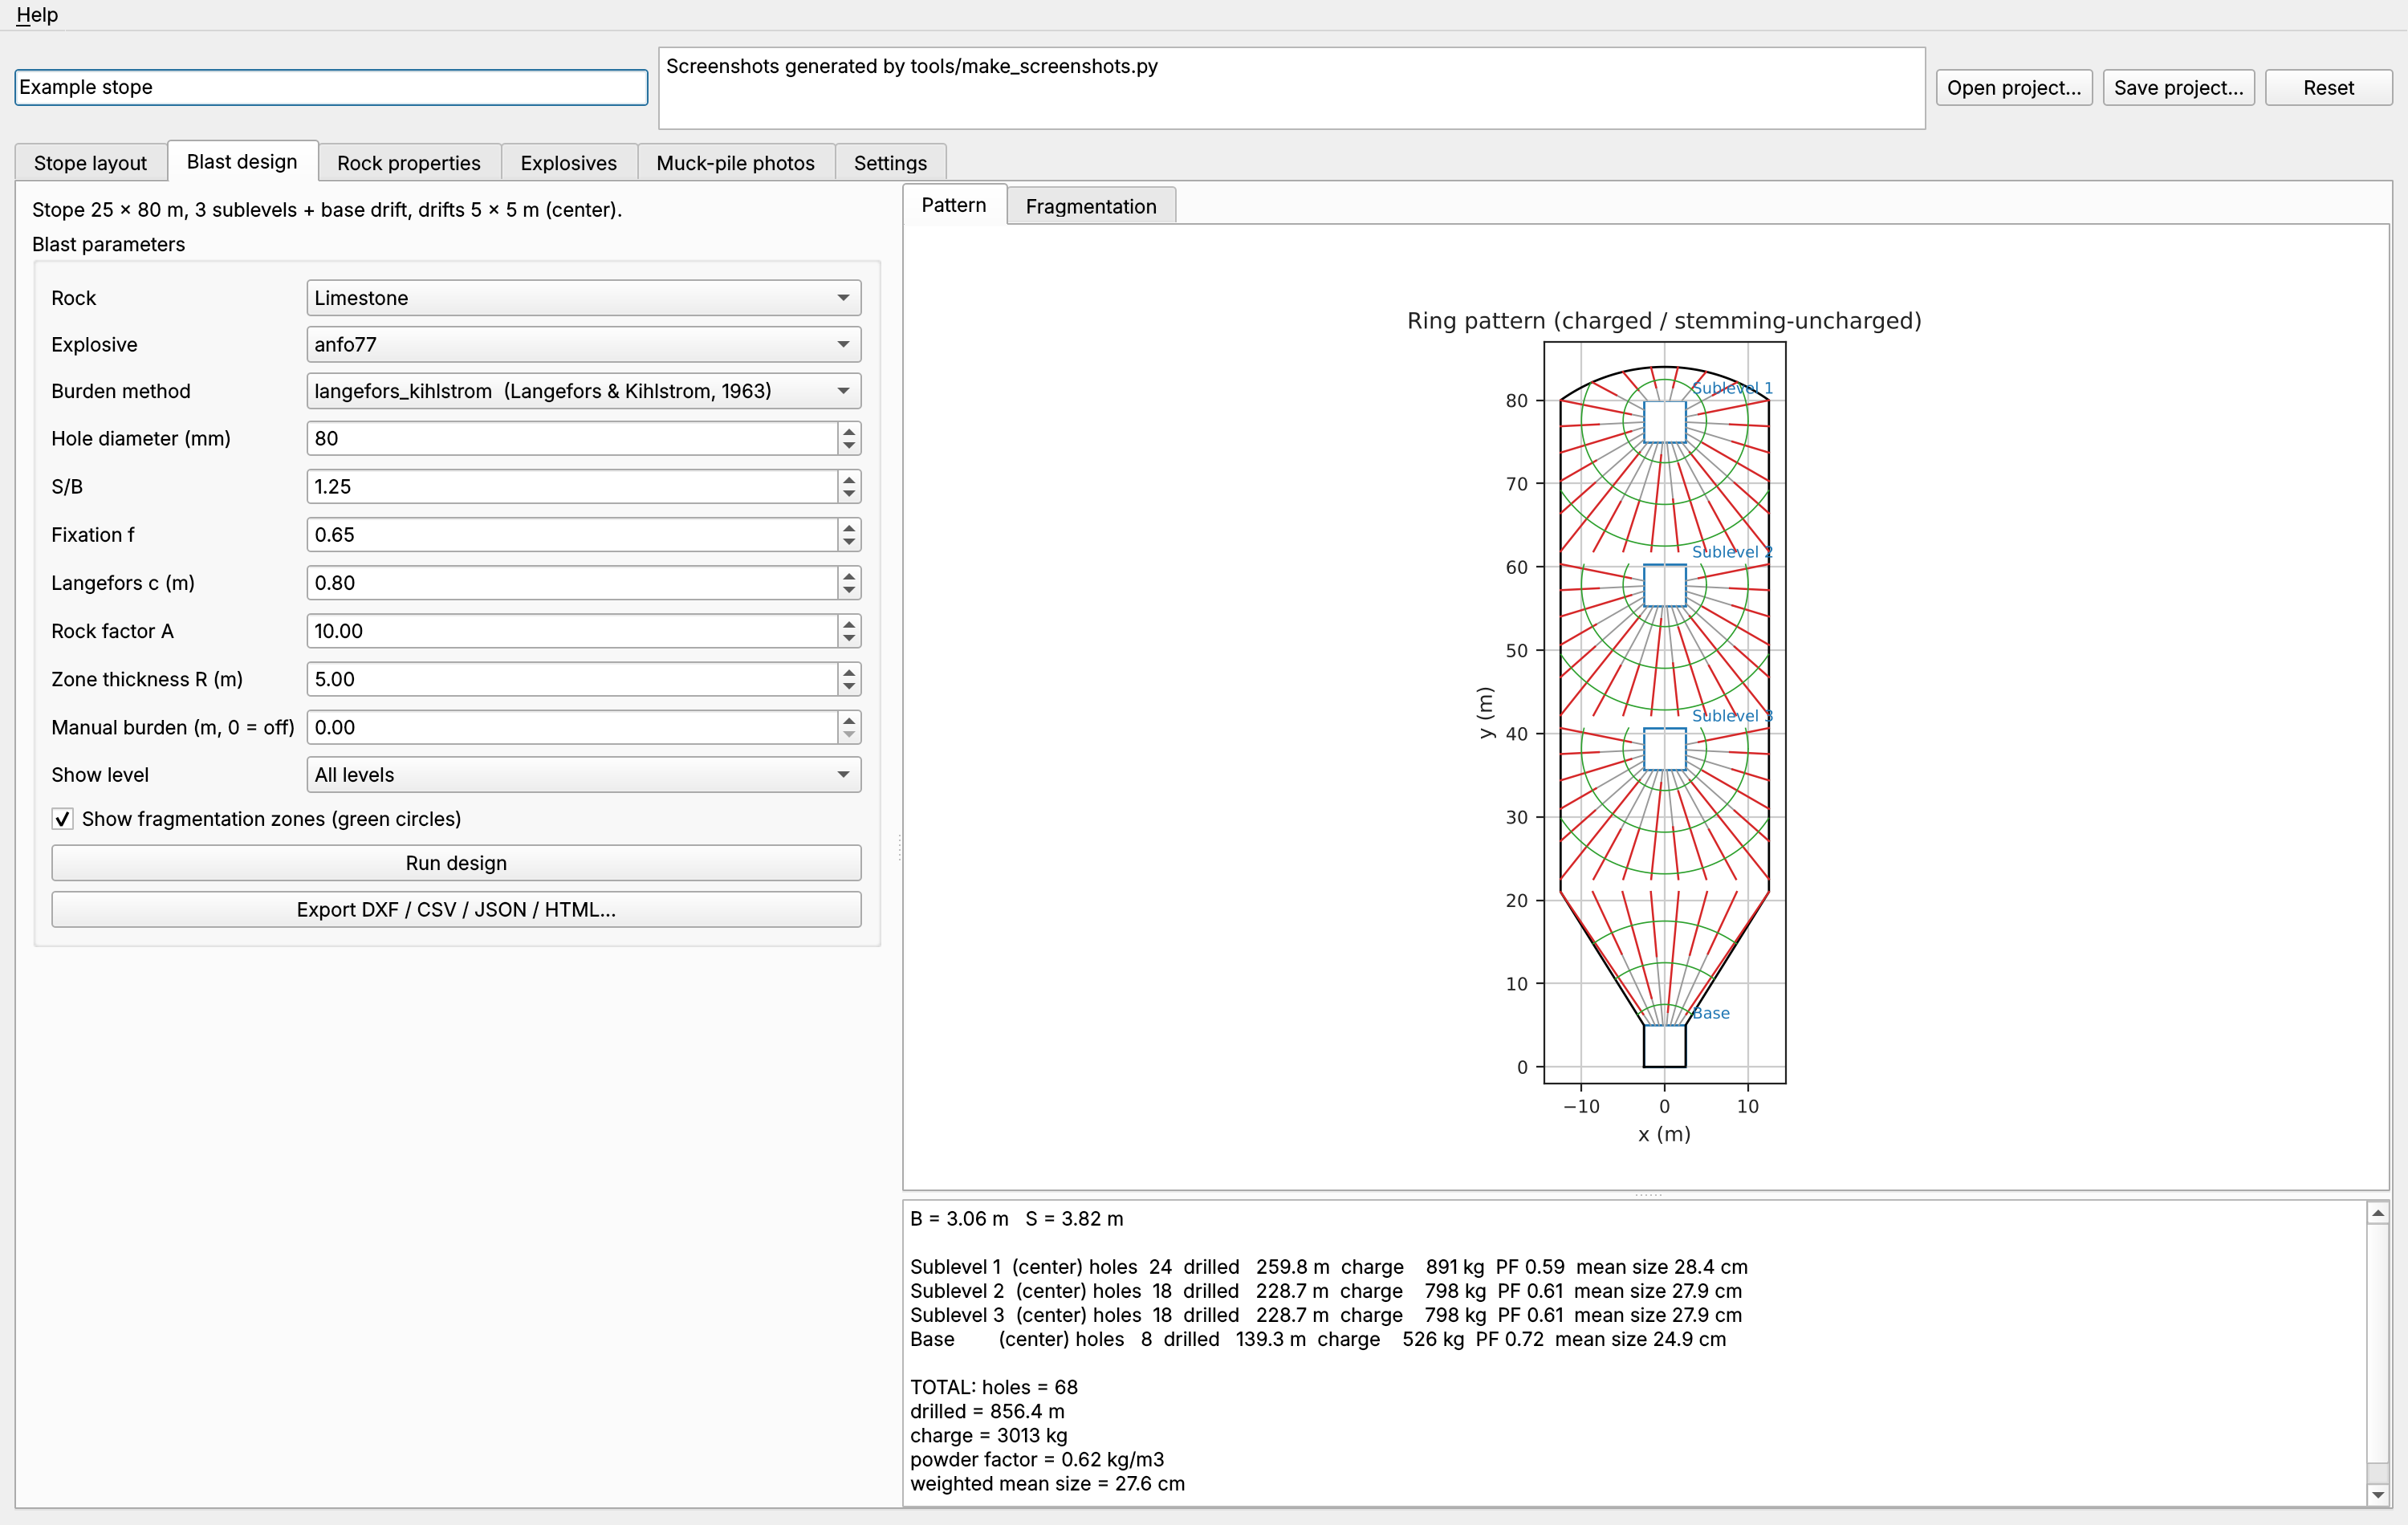 Help
Example stope
Screenshots generated by tools/make_screenshots.py
Open project...
Save project...
Reset
Stope layout
Blast design
Rock properties
Explosives
Muck-pile photos
Settings
Stope 25 × 80 m, 3 sublevels + base drift, drifts 5 × 5 m (center).
Blast parameters
Rock
Limestone
Explosive
anfo77
Burden method
langefors_kihlstrom (Langefors & Kihlstrom, 1963)
Hole diameter (mm)
80
S/B
1.25
Fixation f
0.65
Langefors c (m)
0.80
Rock factor A
10.00
Zone thickness R (m)
5.00
Manual burden (m, 0 = off)
0.00
Show level
All levels
Show fragmentation zones (green circles)
Run design
Export DXF / CSV / JSON / HTML...
Pattern
Fragmentation
Ring pattern (charged / stemming-uncharged)
Sublevel 1
80
70
Sublevel 2
60
50
Sublevel 3
40
30
20
10
Base
0
y (m)
−10
0
10
x (m)
B = 3.06 m S = 3.82 m
Sublevel 1 (center) holes 24 drilled 259.8 m charge 891 kg PF 0.59 mean size 28.4 cm
Sublevel 2 (center) holes 18 drilled 228.7 m charge 798 kg PF 0.61 mean size 27.9 cm
Sublevel 3 (center) holes 18 drilled 228.7 m charge 798 kg PF 0.61 mean size 27.9 cm
Base (center) holes 8 drilled 139.3 m charge 526 kg PF 0.72 mean size 24.9 cm
TOTAL: holes = 68
drilled = 856.4 m
charge = 3013 kg
powder factor = 0.62 kg/m3
weighted mean size = 27.6 cm